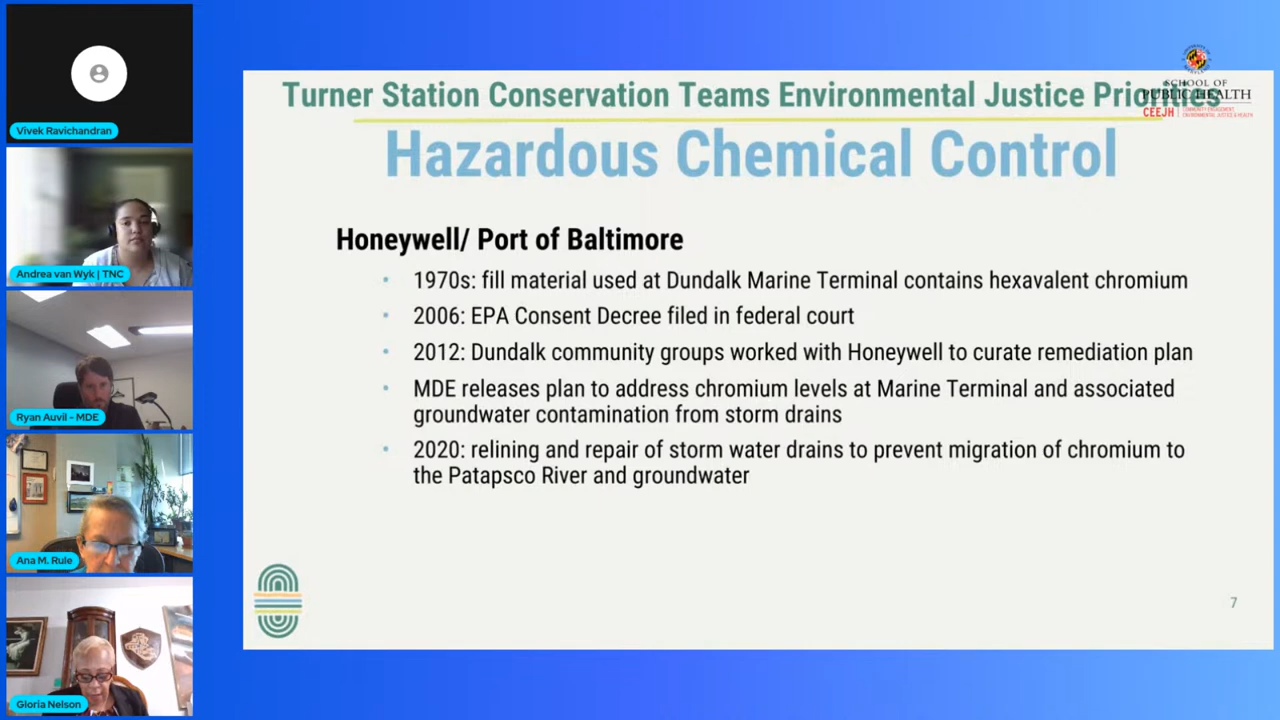 Vivek Ravichandran
Andrea van Wyk | TNC
Ryan Auvil - MDE
Ana M. Rule
Gloria Nelson
Turner Station Conservation Teams Environmental Justice Priorities
SCHOOL OF
PUBLIC HEALTH
CEEJH
COMMUNITY ENGAGEMENT,
ENVIRONMENTAL JUSTICE & HEALTH
Hazardous Chemical Control
Honeywell/ Port of Baltimore
• 1970s: fill material used at Dundalk Marine Terminal contains hexavalent chromium
• 2006: EPA Consent Decree filed in federal court
• 2012: Dundalk community groups worked with Honeywell to curate remediation plan
• MDE releases plan to address chromium levels at Marine Terminal and associated
groundwater contamination from storm drains
• 2020: relining and repair of storm water drains to prevent migration of chromium to
the Patapsco River and groundwater
7